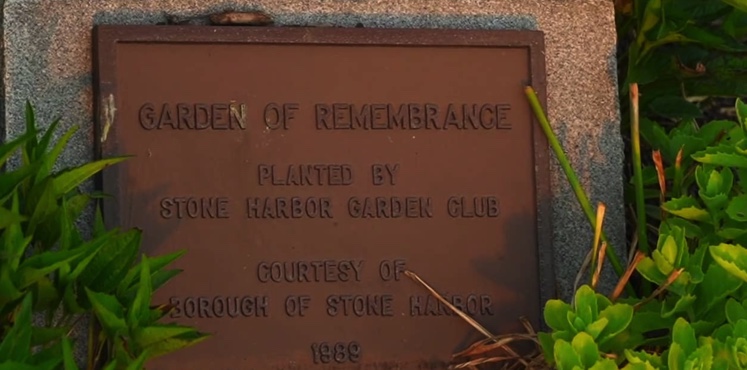 GARDEN OF REMEMBRANCE
PLANTED BY
STONE HARBOR GARDEN CLUB
COURTESY OF
BOROUGH OF STONE HARBOR
1989